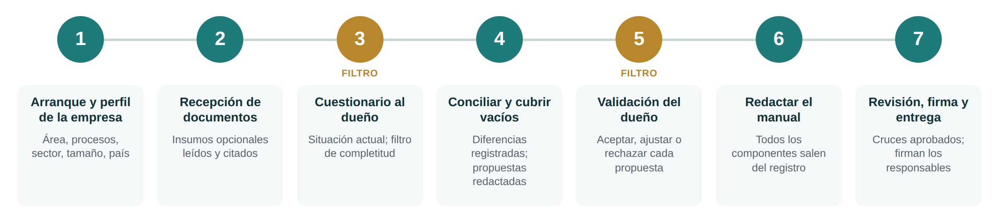 1
2
3
4
5
6
7
FILTRO
FILTRO
Arranque y perfil
de la empresa
Área, procesos,
sector, tamaño, país
Recepción de
documentos
Insumos opcionales
leídos y citados
Cuestionario al
dueño
Situación actual; filtro
de completitud
Conciliar y cubrir
vacíos
Diferencias
registradas;
propuestas
redactadas
Validación del
dueño
Aceptar, ajustar o
rechazar cada
propuesta
Redactar el
manual
Todos los
componentes salen
del registro
Revisión, firma y
entrega
Cruces aprobados;
firman los
responsables